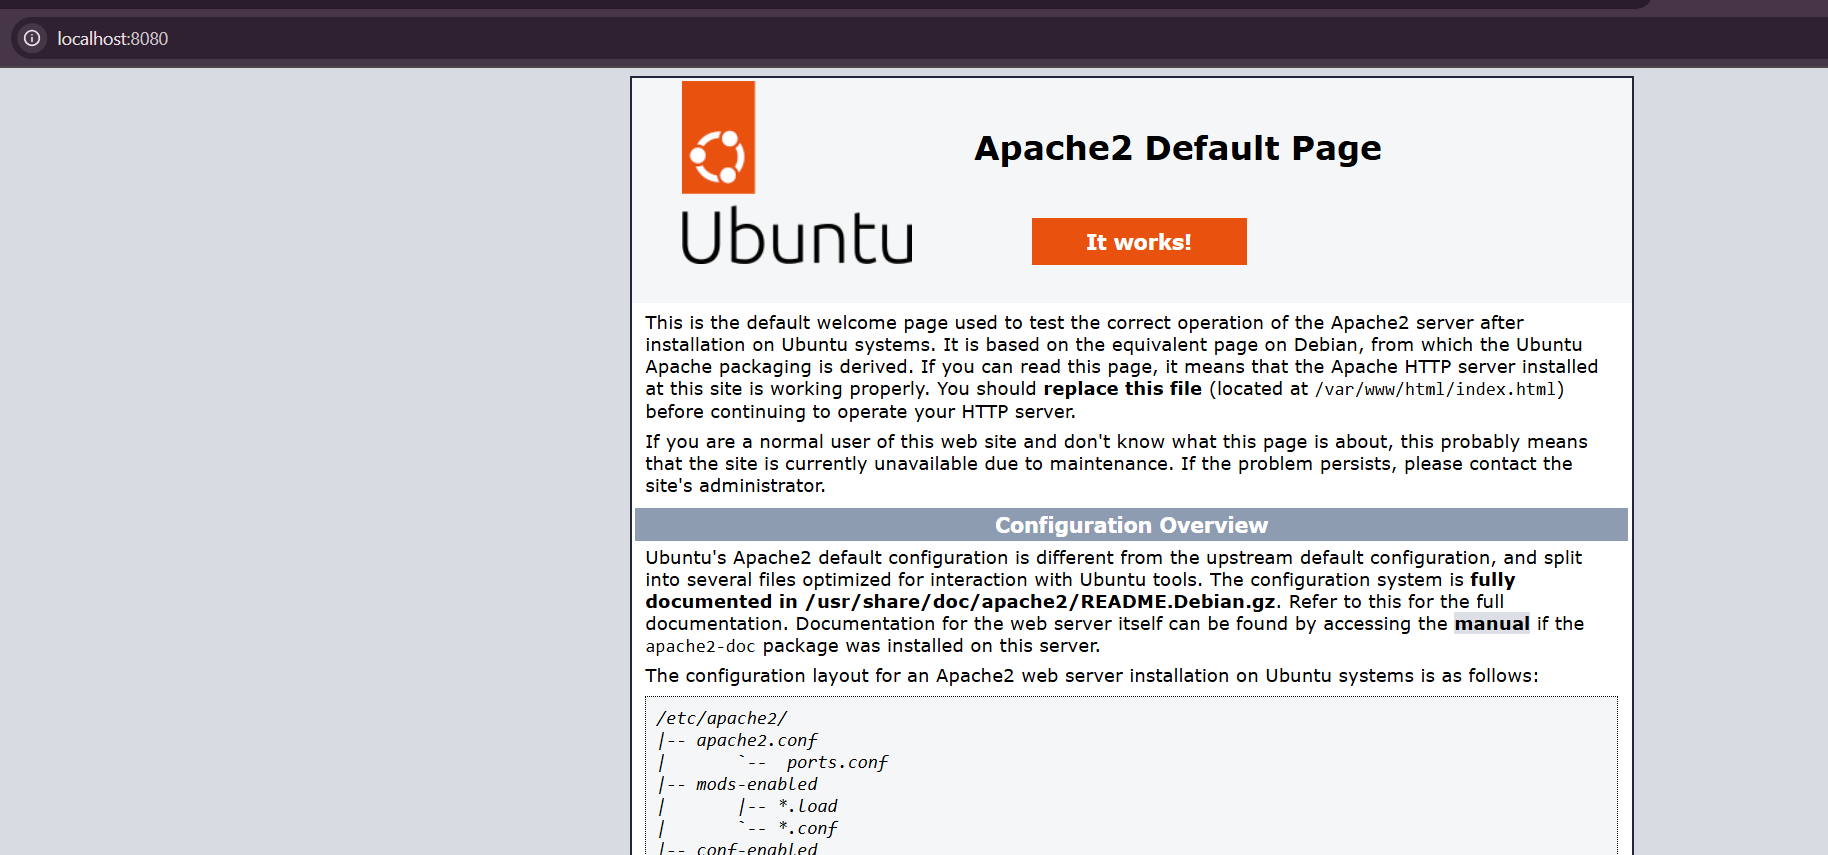 localhost:8080
Ubuntu
Apache2 Default Page
It works!
This is the default welcome page used to test the correct operation of the Apache2 server after
installation on Ubuntu systems. It is based on the equivalent page on Debian, from which the Ubuntu
Apache packaging is derived. If you can read this page, it means that the Apache HTTP server installed
at this site is working properly. You should replace this file (located at /var/www/html/index.html)
before continuing to operate your HTTP server.
If you are a normal user of this web site and don't know what this page is about, this probably means
that the site is currently unavailable due to maintenance. If the problem persists, please contact the
site's administrator.
Configuration Overview
Ubuntu's Apache2 default configuration is different from the upstream default configuration, and split
into several files optimized for interaction with Ubuntu tools. The configuration system is fully
documented in /usr/share/doc/apache2/README.Debian.gz. Refer to this for the full
documentation. Documentation for the web server itself can be found by accessing the manual if the
apache2-doc package was installed on this server.
The configuration layout for an Apache2 web server installation on Ubuntu systems is as follows:
/etc/apache2/
|-- apache2.conf
|       `--  ports.conf
|-- mods-enabled
|       |-- *.load
|       `-- *.conf
|-- conf-enabled